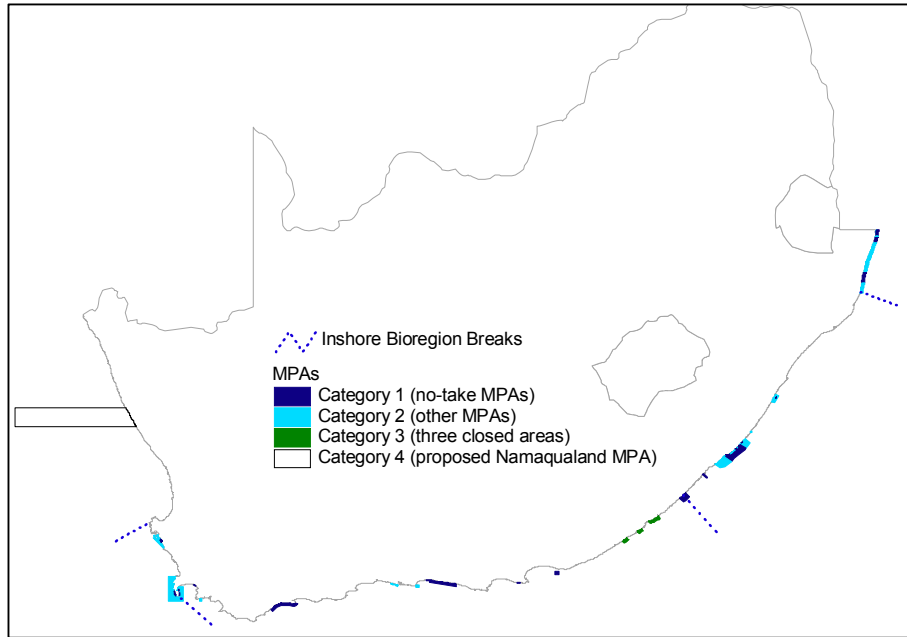 Inshore Bioregion Breaks
MPAs
Category 1 (no-take MPAs)
Category 2 (other MPAs)
Category 3 (three closed areas)
Category 4 (proposed Namaqualand MPA)